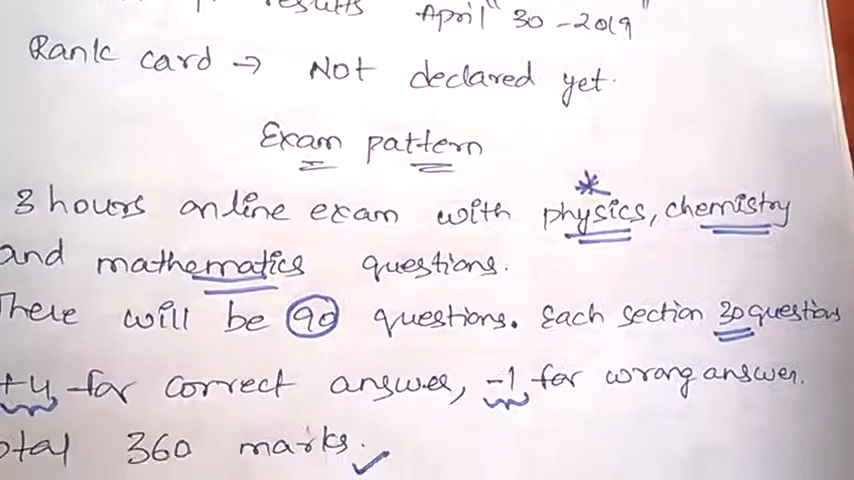 results April 30 - 2019"
Rank card → Not declared yet.
Exam pattern
3 hours online exam with physics, chemistry
and mathematics questions.
There will be 90 questions. Each section 30 questions
+4 for correct answer, -1 for wrong answer.
otal 360 marks.